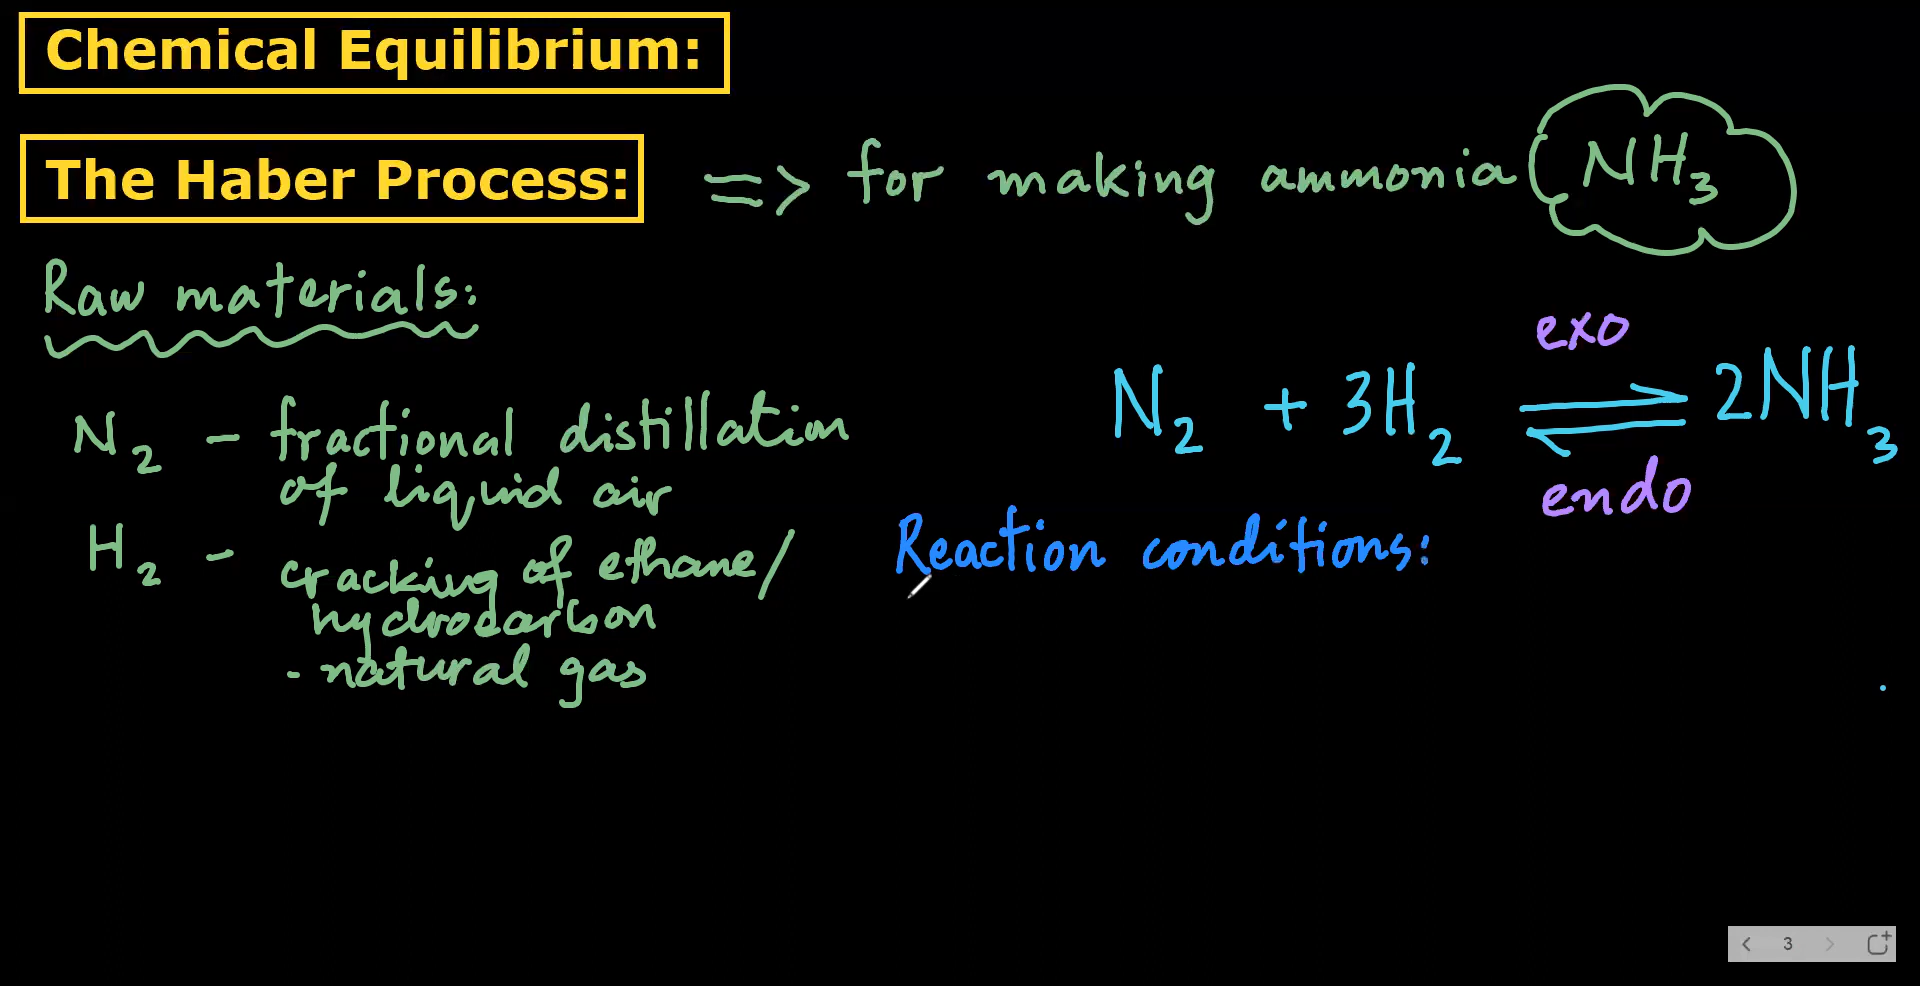 Chemical Equilibrium:
The Haber Process: => for making ammonia NH₃
Raw materials:
N₂ - fractional distillation
of liquid air
H₂ - cracking of ethane/
hydrocarbon
- natural gas
exo
N₂ + 3H₂ ⇌ 2NH₃
endo
Reaction conditions:
3